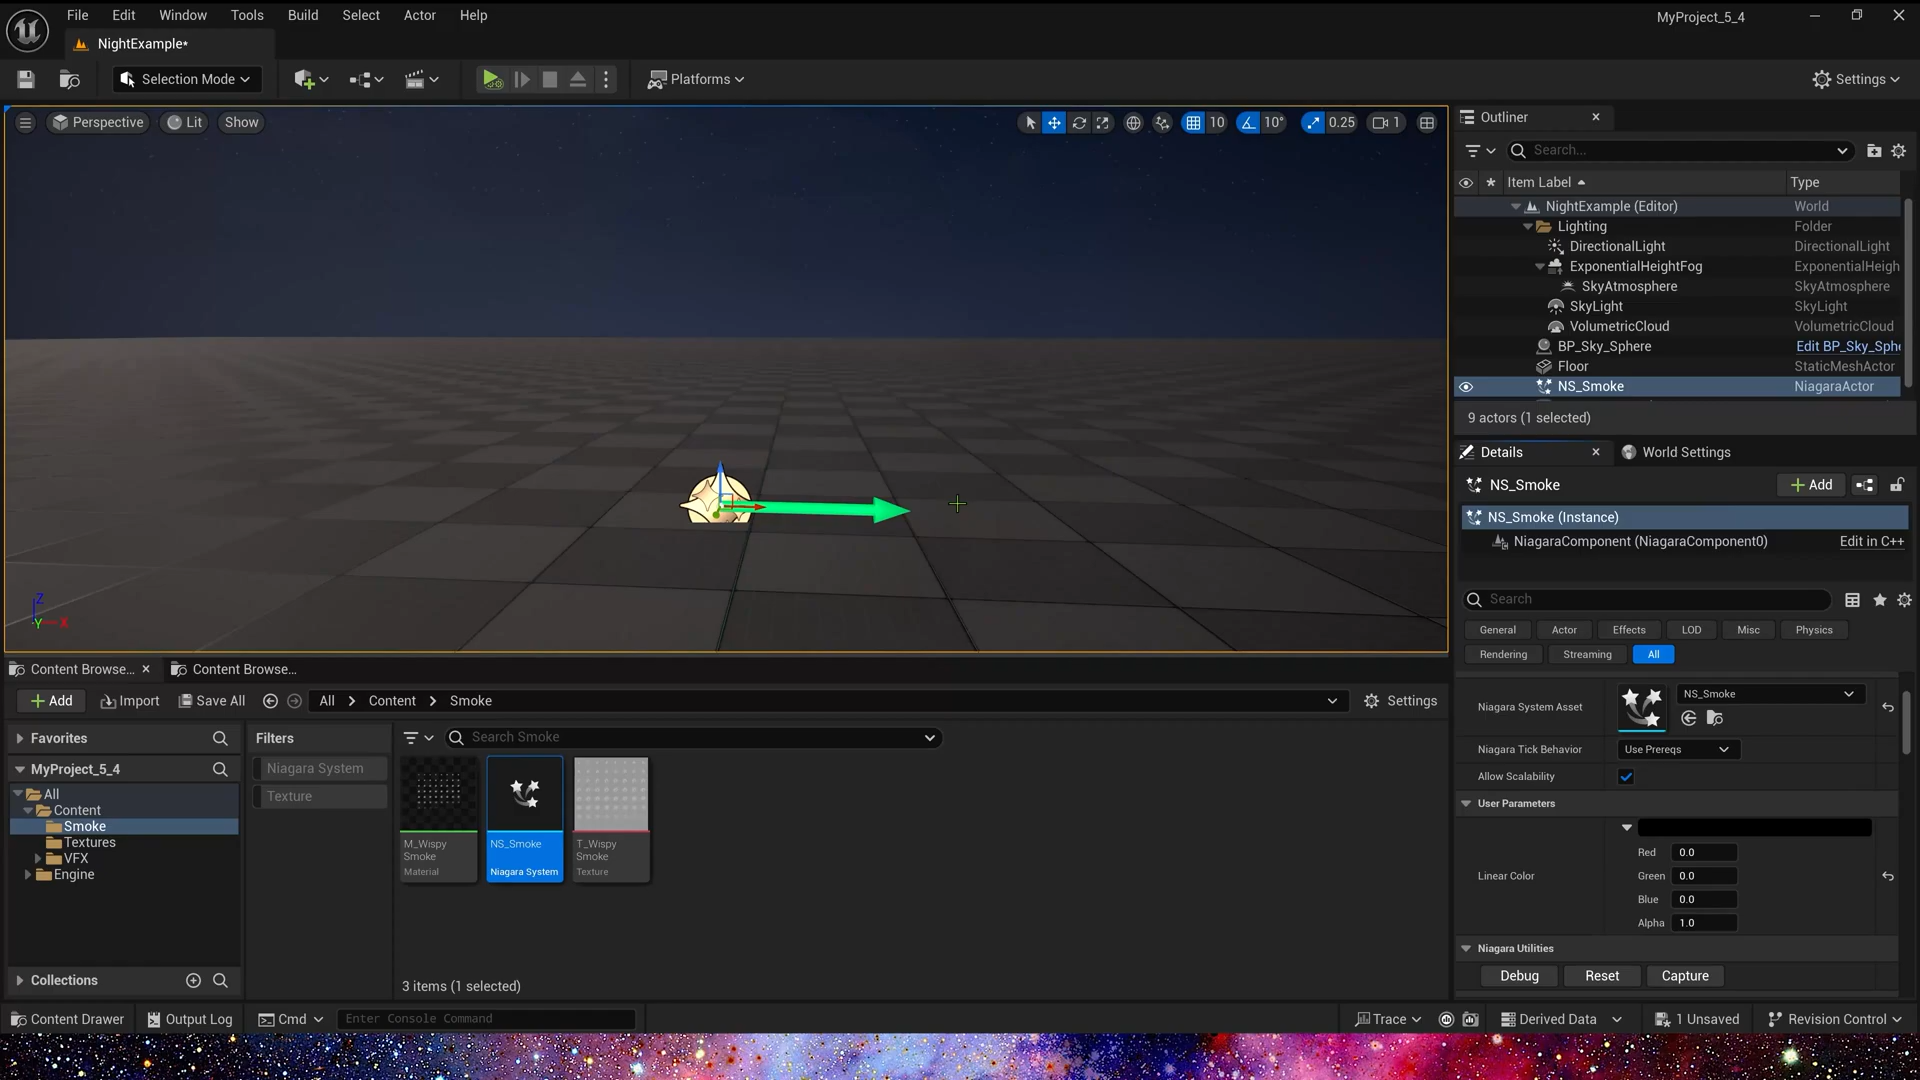 File Edit Window Tools Build Select Actor Help
MyProject_5_4
NightExample*
Selection Mode
Platforms
Settings
Perspective Lit Show
10 10° 0.25 1
Outliner
Search...
Item Label Type
NightExample (Editor) World
Lighting Folder
DirectionalLight DirectionalLight
ExponentialHeightFog ExponentialHeigh
SkyAtmosphere SkyAtmosphere
SkyLight SkyLight
VolumetricCloud VolumetricCloud
BP_Sky_Sphere Edit BP_Sky_Sph
Floor StaticMeshActor
NS_Smoke NiagaraActor
9 actors (1 selected)
Details World Settings
NS_Smoke Add
NS_Smoke (Instance)
NiagaraComponent (NiagaraComponent0) Edit in C++
Search
General Actor Effects LOD Misc Physics
Rendering Streaming All
Niagara System Asset NS_Smoke
Niagara Tick Behavior Use Prereqs
Allow Scalability
User Parameters
Linear Color
Red 0.0
Green 0.0
Blue 0.0
Alpha 1.0
Niagara Utilities
Debug Reset Capture
Z
Y X
Content Browse... Content Browse...
Add Import Save All All Content Smoke Settings
Favorites
MyProject_5_4
All
Content
Smoke
Textures
VFX
Engine
Collections
Filters
Niagara System
Texture
Search Smoke
M_Wispy
Smoke
Material
NS_Smoke
Niagara System
T_Wispy
Smoke
Texture
3 items (1 selected)
Content Drawer Output Log Cmd Enter Console Command Trace Derived Data 1 Unsaved Revision Control